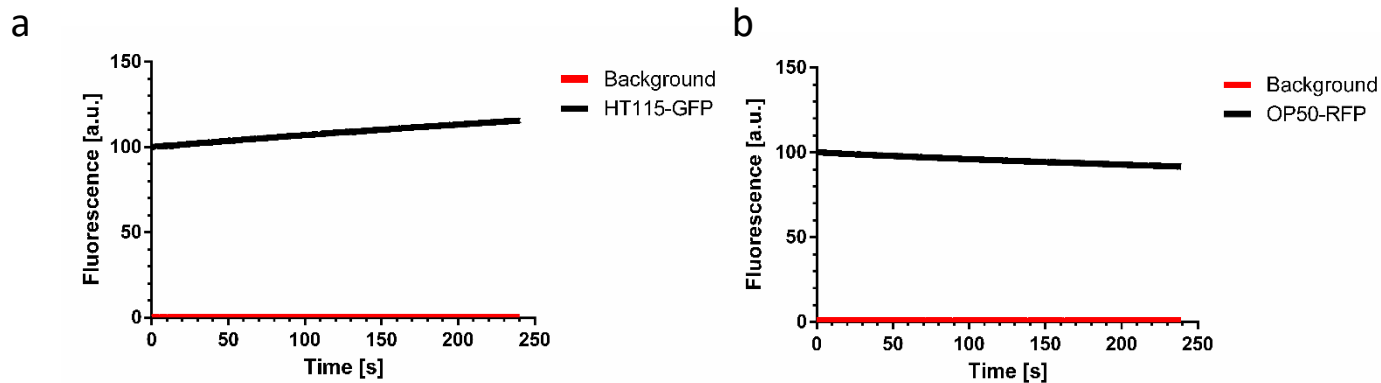 a
Fluorescence [a.u.]
150
100
50
0
0 50 100 150 200 250
Time [s]
Background
HT115-GFP
b
Fluorescence [a.u.]
150
100
50
0
0 50 100 150 200 250
Time [s]
Background
OP50-RFP